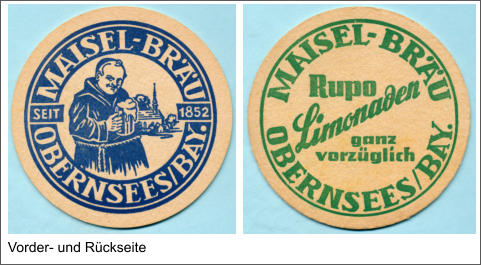 MAISEL-BRÄU
SEIT 1852
OBERNSEES/BAY.
MAISEL-BRÄU
Rupo
Limonaden
ganz
vorzüglich
OBERNSEES/BAY.
Vorder- und Rückseite